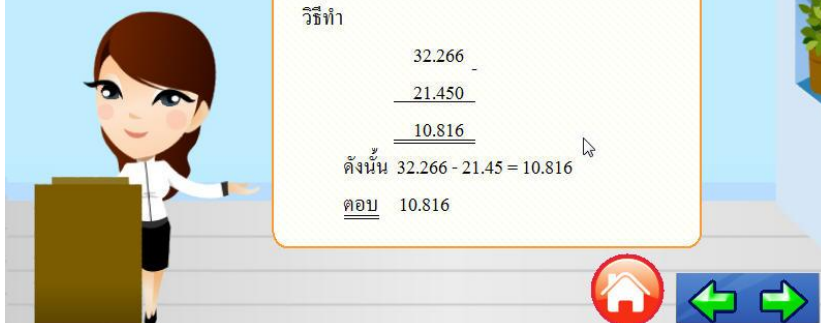 วิธีทำ
32.266
-
21.450
10.816
ดังนั้น 32.266 - 21.45 = 10.816
ตอบ 10.816